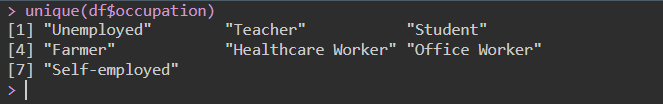 > unique(df$occupation)
[1] "Unemployed"        "Teacher"           "Student"
[4] "Farmer"            "Healthcare Worker" "Office Worker"
[7] "Self-employed"
>